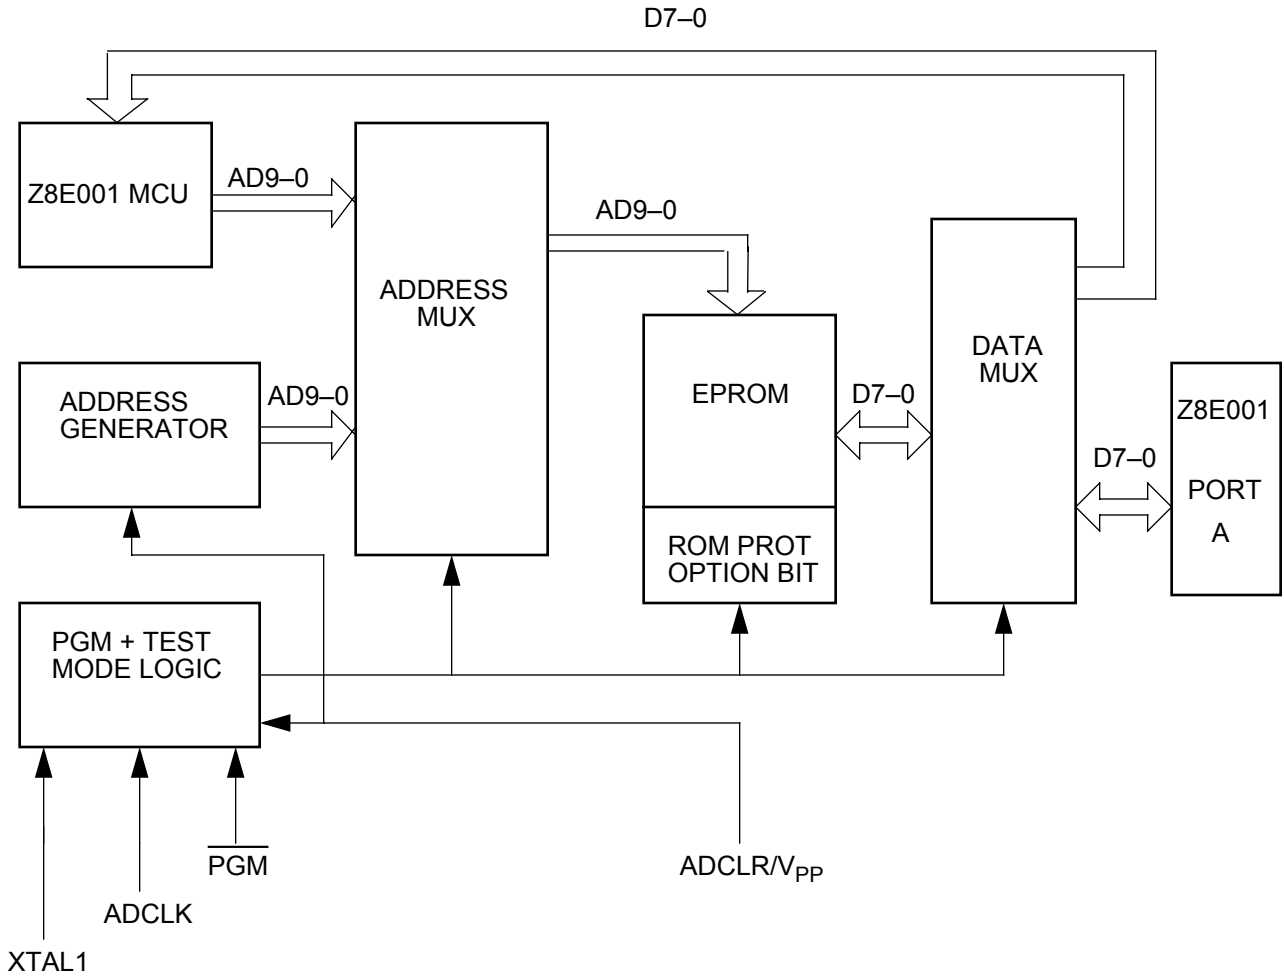 D7–0
Z8E001 MCU
AD9–0
ADDRESS
MUX
AD9–0
ADDRESS
GENERATOR
AD9–0
EPROM
ROM PROT
OPTION BIT
D7–0
DATA
MUX
D7–0
Z8E001
PORT
A
PGM + TEST
MODE LOGIC
PGM
ADCLK
XTAL1
ADCLR/VPP